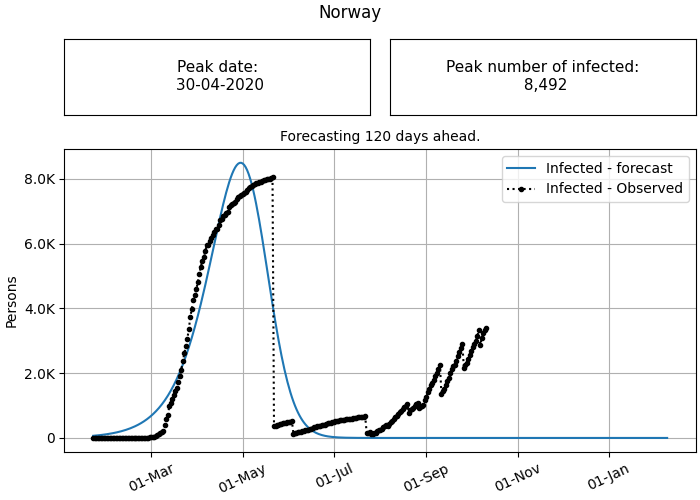 Norway
Peak date:
30-04-2020
Peak number of infected:
8,492
Forecasting 120 days ahead.
Infected - forecast
Infected - Observed
8.0K
6.0K
4.0K
2.0K
0
Persons
01-Mar
01-May
01-Jul
01-Sep
01-Nov
01-Jan